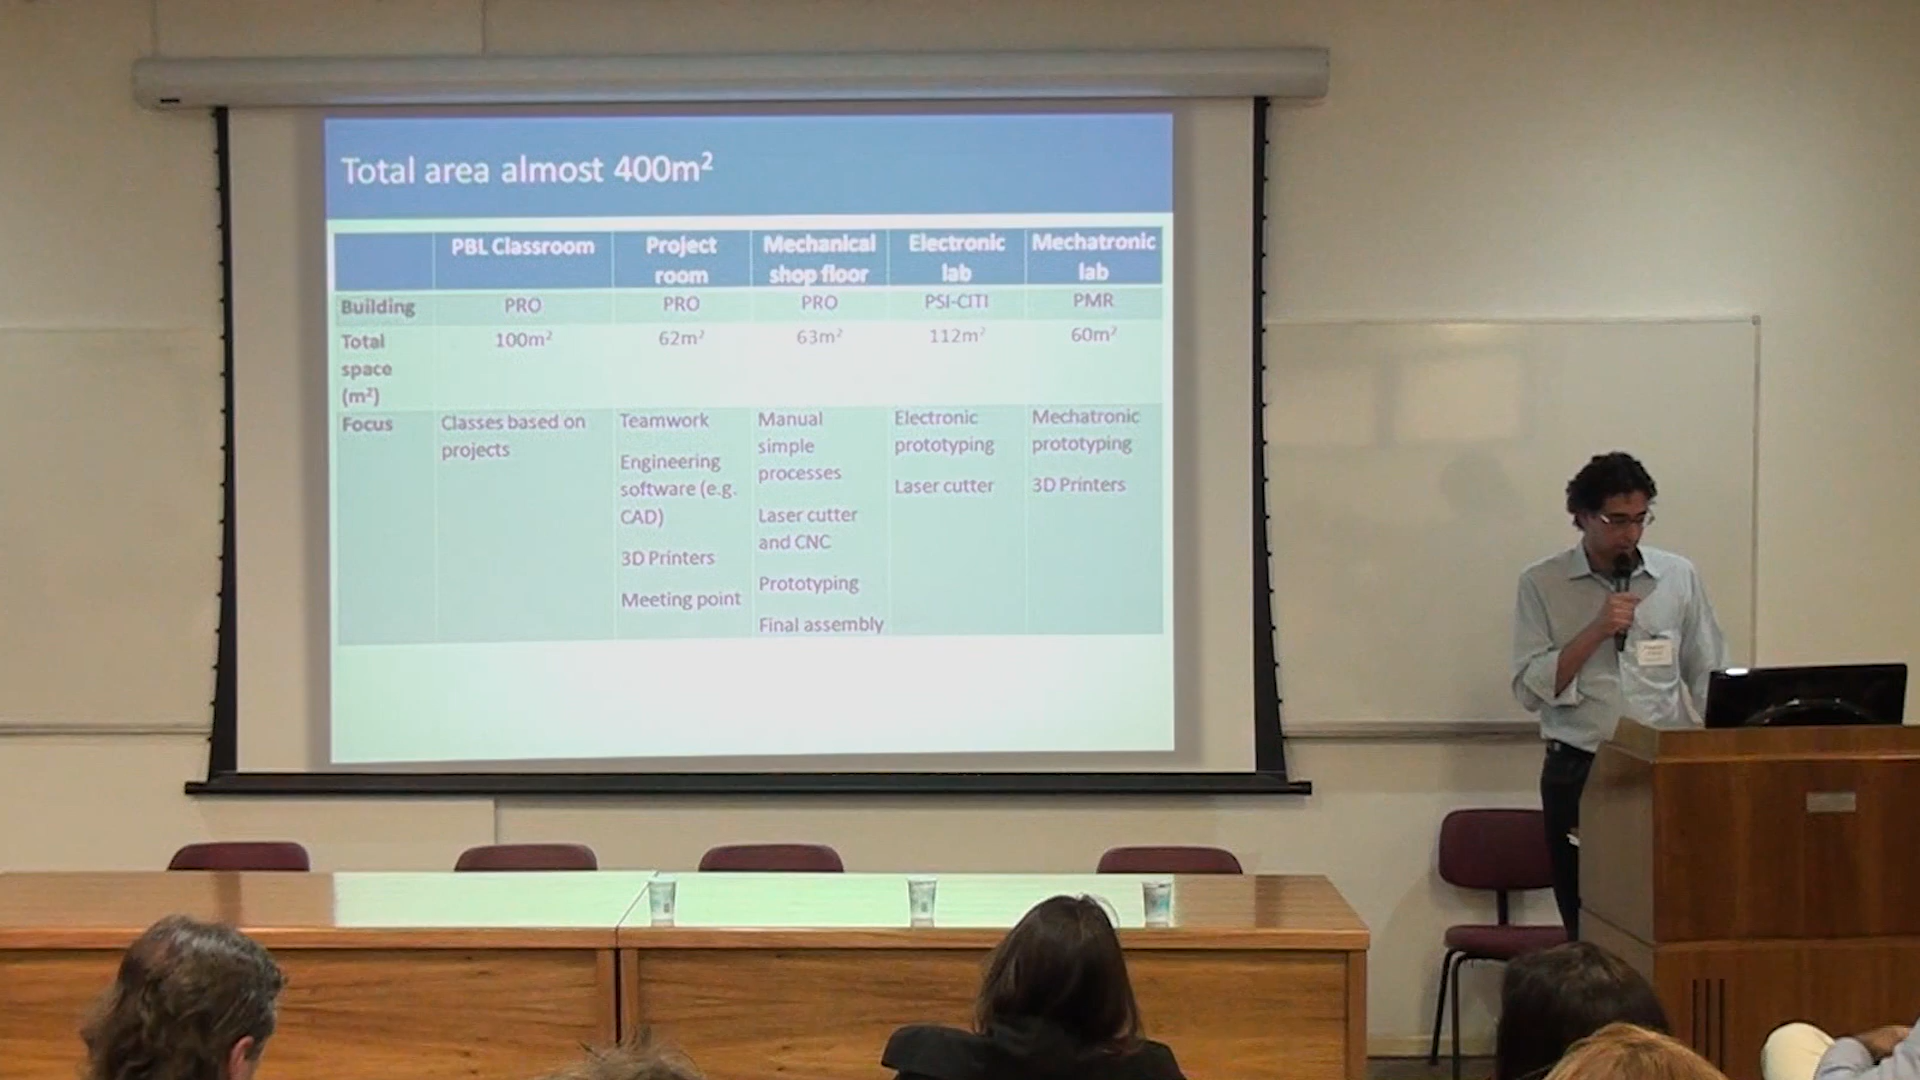 Total area almost 400m²
PBL Classroom
Project
room
Mechanical
shop floor
Electronic
lab
Mechatronic
lab
Building
PRO
PRO
PRO
PSI-CITI
PMR
Total
space
(m²)
100m²
62m²
63m²
112m²
60m²
Focus
Classes based on
projects
Teamwork
Engineering
software (e.g.
CAD)
3D Printers
Meeting point
Manual
simple
processes
Laser cutter
and CNC
Prototyping
Final assembly
Electronic
prototyping
Laser cutter
Mechatronic
prototyping
3D Printers